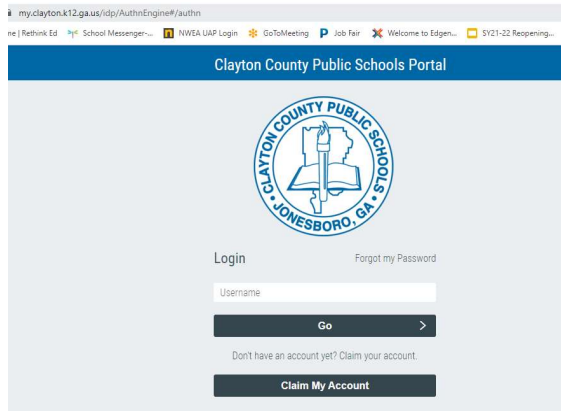 my.clayton.k12.ga.us/idp/AuthnEngine#/authn
ne | Rethink Ed School Messenger-... NWEA UAP Login GoToMeeting Job Fair Welcome to Edgen... SY21-22 Reopening...
Clayton County Public Schools Portal
CLAYTON COUNTY PUBLIC SCHOOLS
JONESBORO, GA.
Login Forgot my Password
Username
Go
Don't have an account yet? Claim your account.
Claim My Account